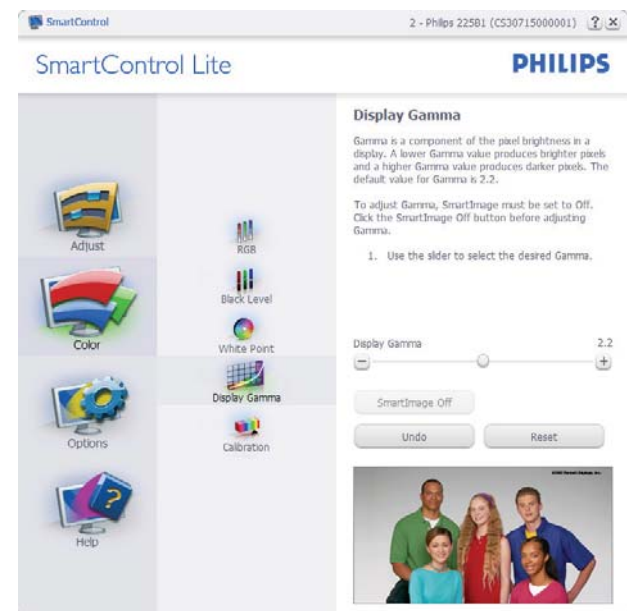 SmartControl
2 - Philips 225B1 (CS30715000001)
SmartControl Lite
PHILIPS
Adjust
Color
Options
Help
RGB
Black Level
White Point
Display Gamma
Calibration
Display Gamma
Gamma is a component of the pixel brightness in a
display. A lower Gamma value produces brighter pixels
and a higher Gamma value produces darker pixels. The
default value for Gamma is 2.2.
To adjust Gamma, SmartImage must be set to Off.
Click the SmartImage Off button before adjusting
Gamma.
1. Use the slider to select the desired Gamma.
Display Gamma 2.2
SmartImage Off
Undo Reset